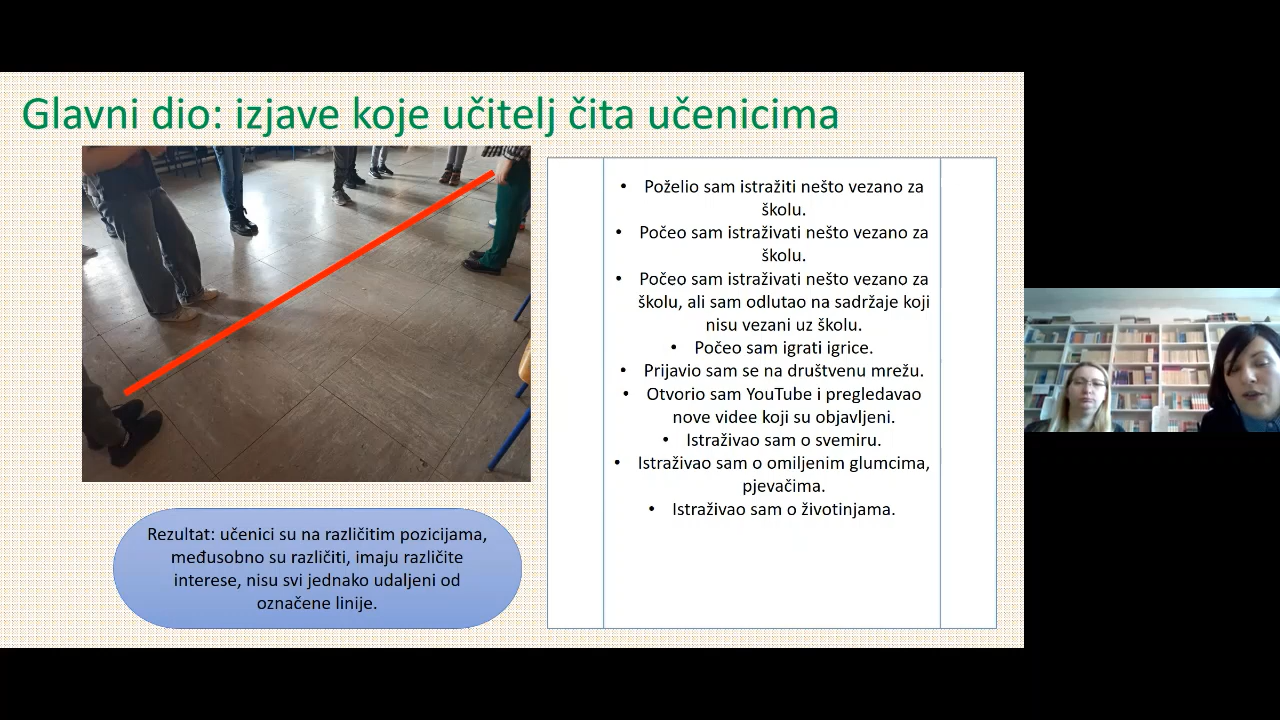 Glavni dio: izjave koje učitelj čita učenicima
• Poželio sam istražiti nešto vezano za
školu.
• Počeo sam istraživati nešto vezano za
školu.
• Počeo sam istraživati nešto vezano za
školu, ali sam odlutao na sadržaje koji
nisu vezani uz školu.
• Počeo sam igrati igrice.
• Prijavio sam se na društvenu mrežu.
• Otvorio sam YouTube i pregledavao
nove videe koji su objavljeni.
• Istraživao sam o svemiru.
• Istraživao sam o omiljenim glumcima,
pjevačima.
• Istraživao sam o životinjama.
Rezultat: učenici su na različitim pozicijama,
međusobno su različiti, imaju različite
interese, nisu svi jednako udaljeni od
označene linije.